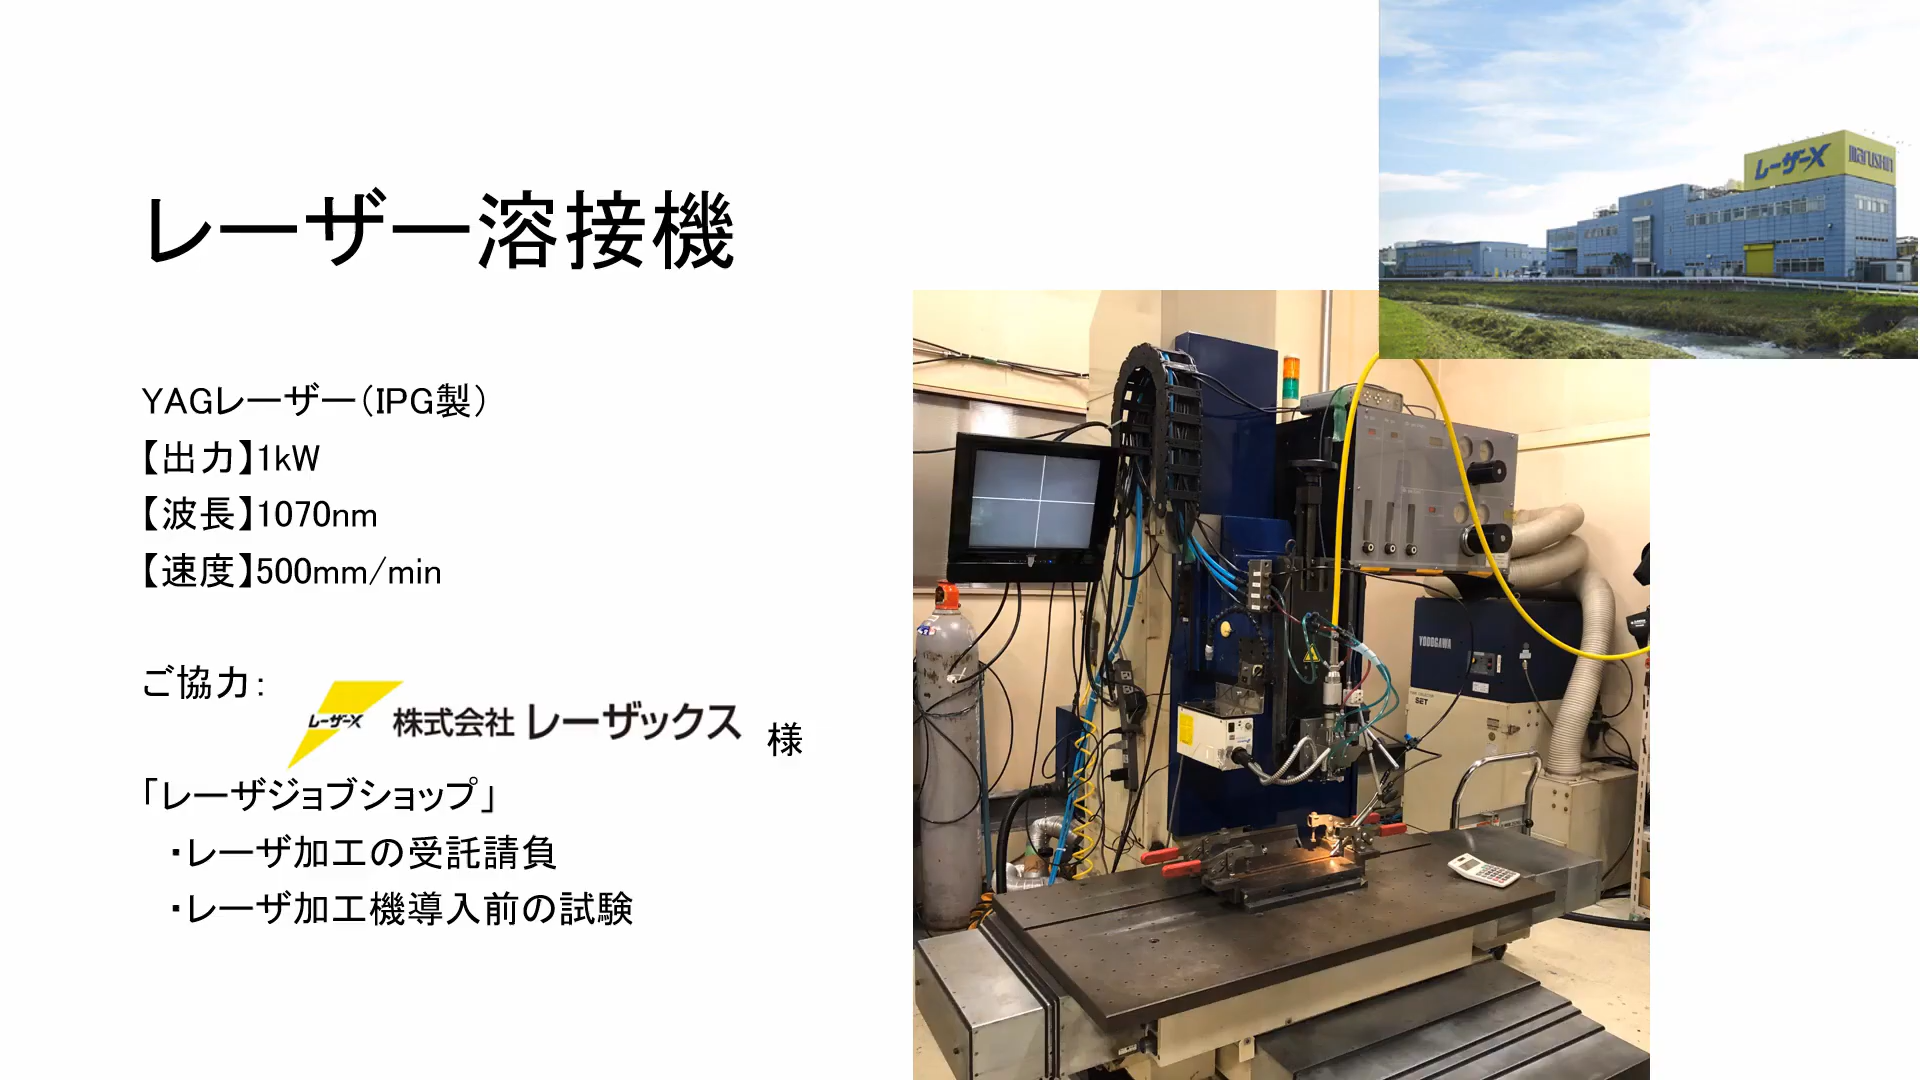 レーザー溶接機
YAGレーザー（IPG製）
【出力】1kW
【波長】1070nm
【速度】500mm/min
ご協力：
レーザーX 株式会社 レーザックス 様
「レーザジョブショップ」
・レーザ加工の受託請負
・レーザ加工機導入前の試験
レーザーX marushin
YODOGAWA
SET